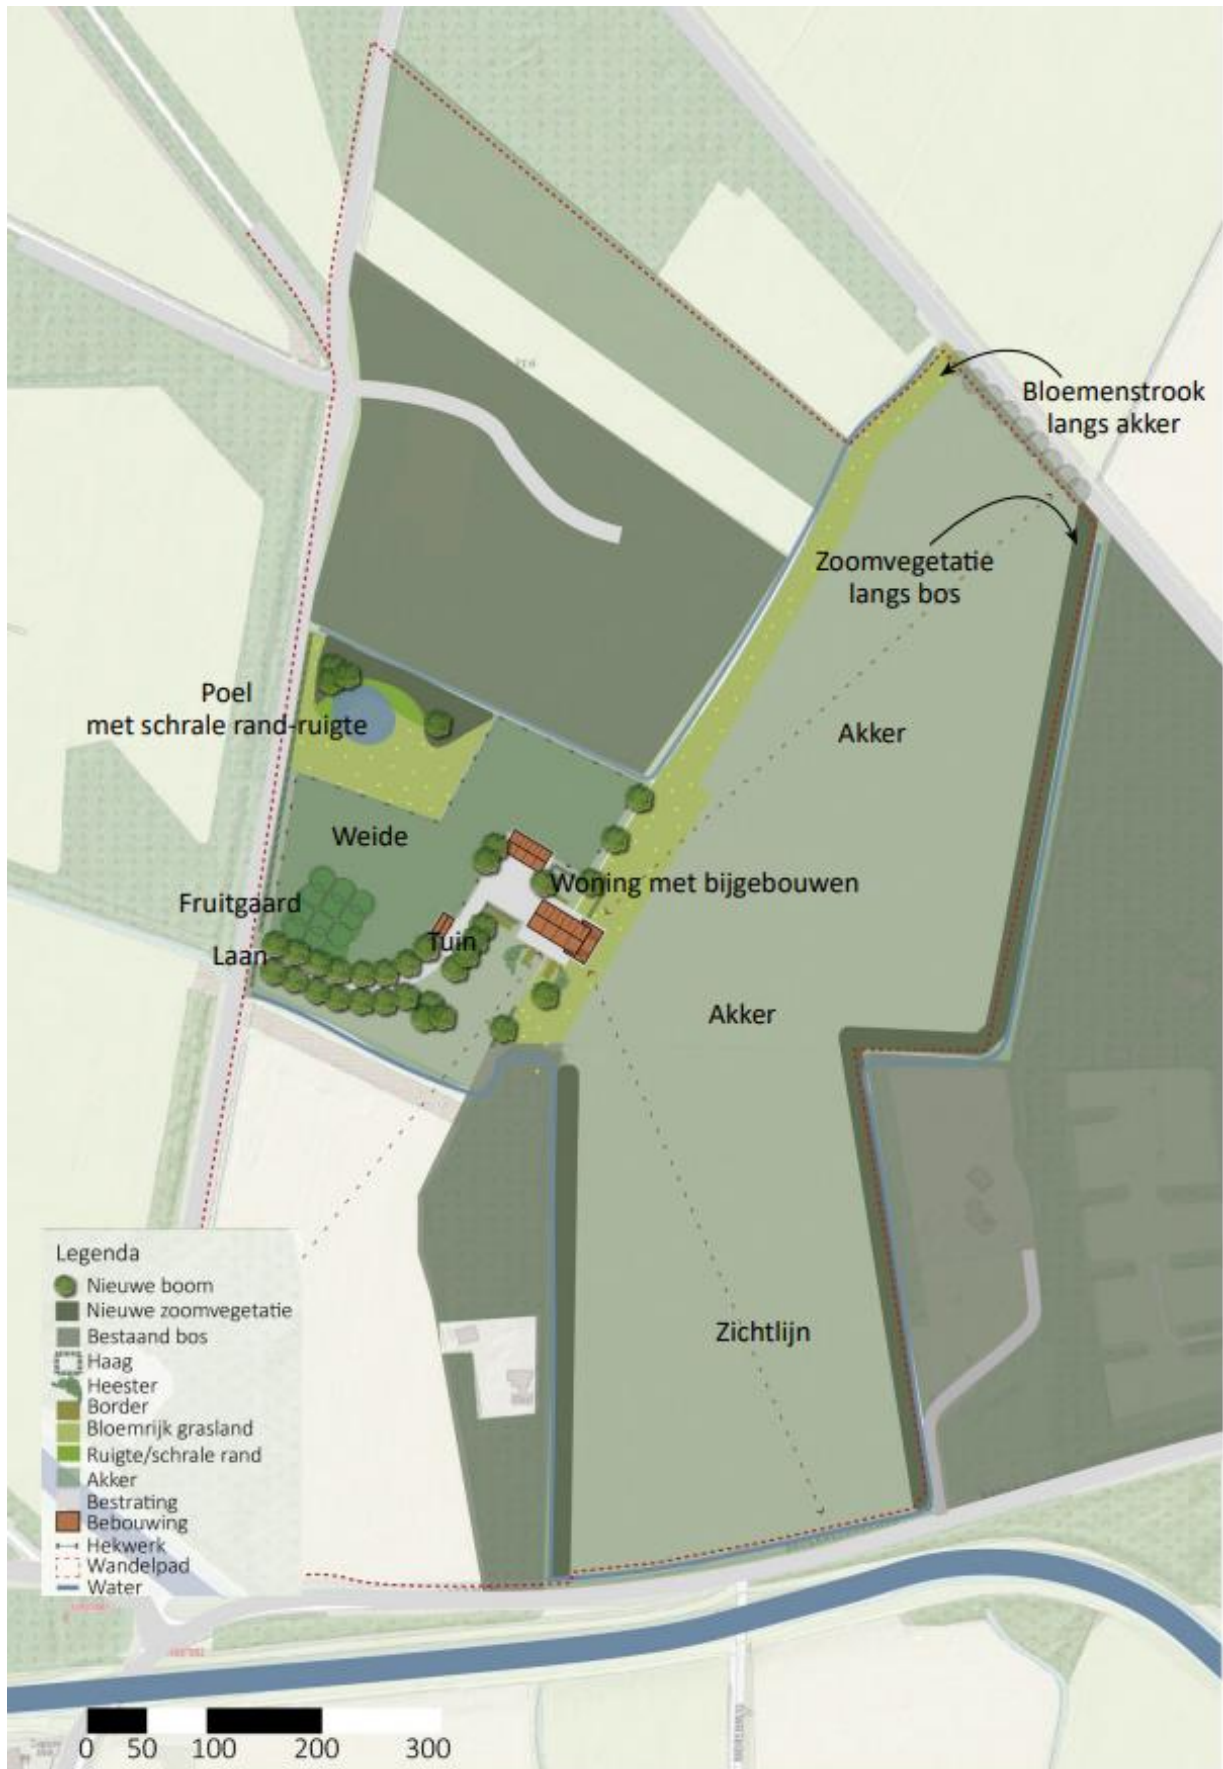 Bloemenstrook
langs akker
Zoomvegetatie
langs bos
Poel
met schrale rand-ruigte
Akker
Weide
Woning met bijgebouwen
Fruitgaard
Tuin
Laan
Akker
Zichtlijn
Legenda
Nieuwe boom
Nieuwe zoomvegetatie
Bestaand bos
Haag
Heester
Border
Bloemrijk grasland
Ruigte/schrale rand
Akker
Bestrating
Bebouwing
Hekwerk
Wandelpad
Water
0 50 100 200 300